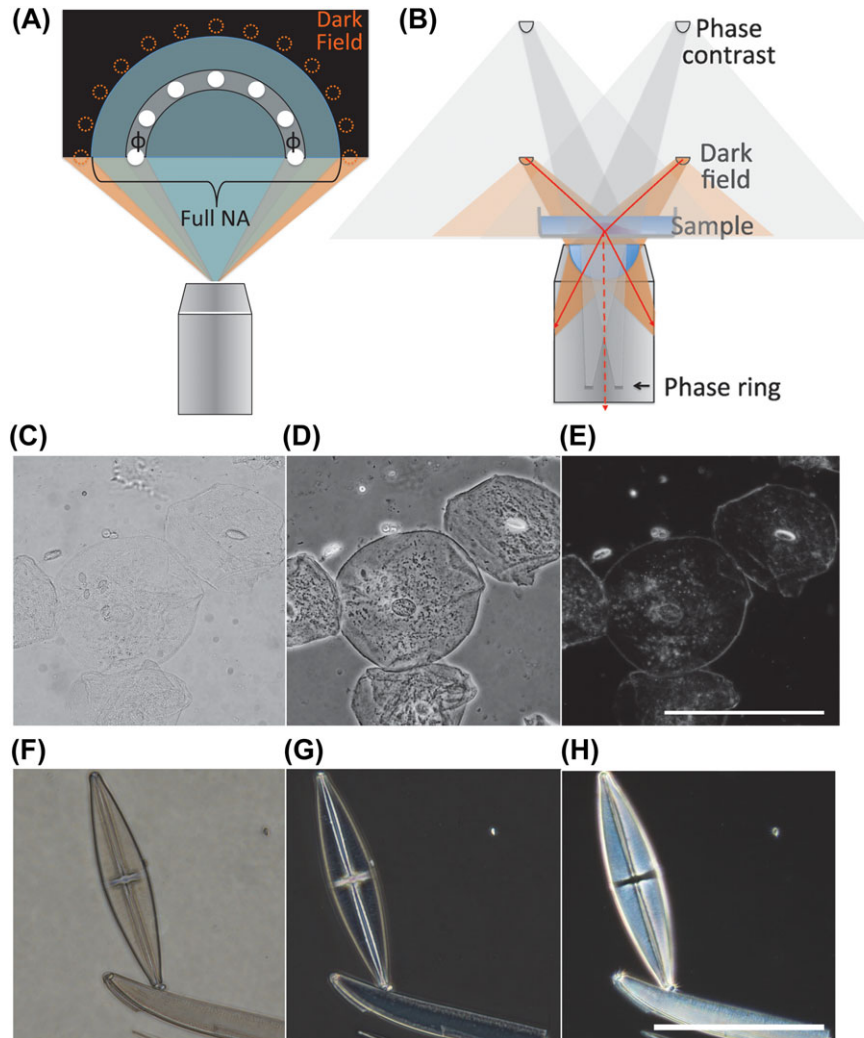 (A)
Dark
Field
ϕ ϕ
Full NA
(B)
Phase
contrast
Dark
field
Sample
Phase ring
(C)
(D)
(E)
(F)
(G)
(H)